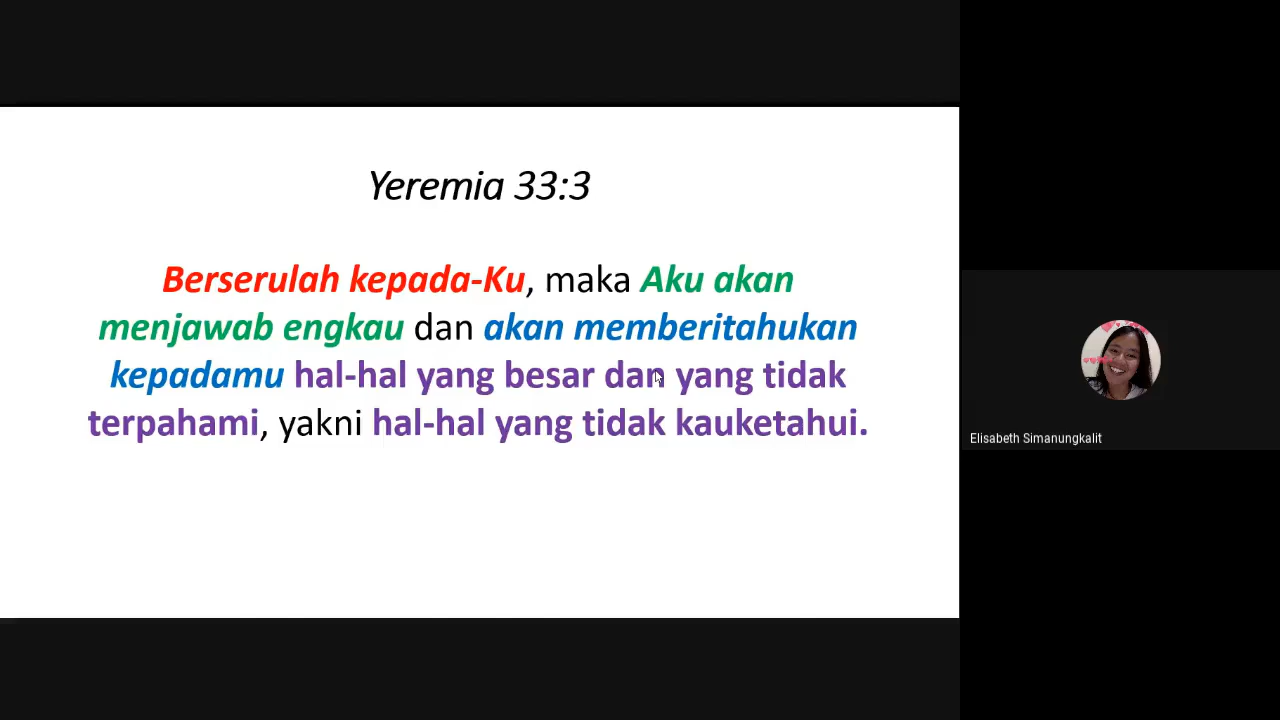 Yeremia 33:3
Berserulah kepada-Ku, maka Aku akan
menjawab engkau dan akan memberitahukan
kepadamu hal-hal yang besar dan yang tidak
terpahami, yakni hal-hal yang tidak kauketahui.
Elisabeth Simanungkalit